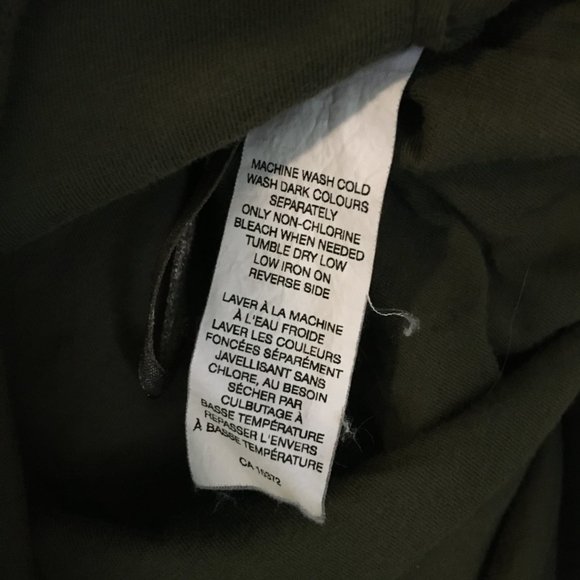 MACHINE WASH COLD
WASH DARK COLOURS
SEPARATELY
ONLY NON-CHLORINE
BLEACH WHEN NEEDED
TUMBLE DRY LOW
LOW IRON ON
REVERSE SIDE
LAVER À LA MACHINE
À L'EAU FROIDE
LAVER LES COULEURS
FONCÉES SÉPARÉMENT
JAVELLISANT SANS
CHLORE, AU BESOIN
SÉCHER PAR
CULBUTAGE À
BASSE TEMPÉRATURE
REPASSER L'ENVERS
À BASSE TEMPÉRATURE
CA 15372